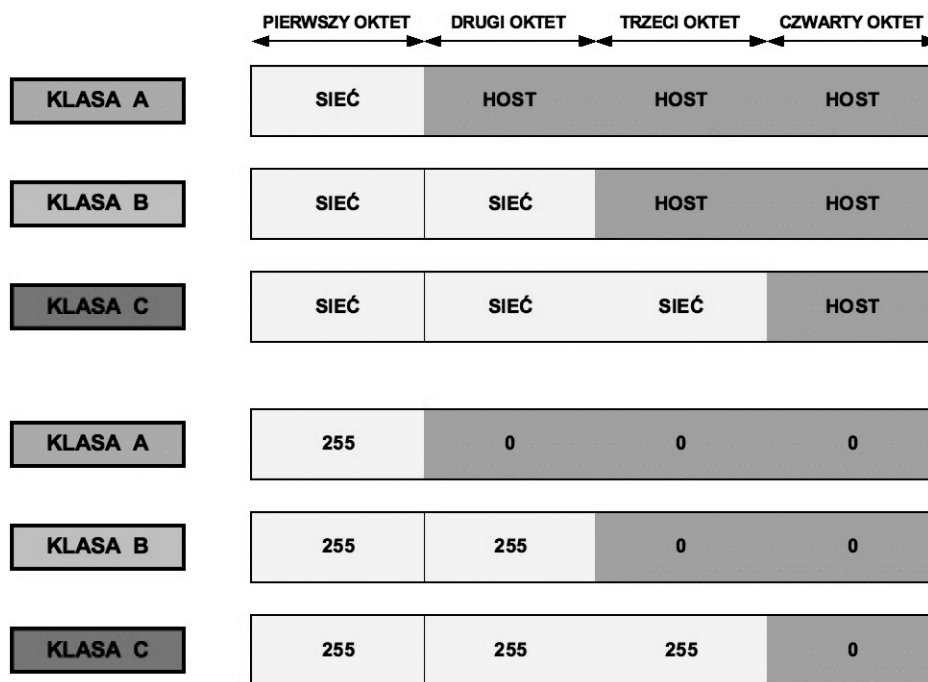 PIERWSZY OKTET DRUGI OKTET TRZECI OKTET CZWARTY OKTET
KLASA A SIEĆ HOST HOST HOST
KLASA B SIEĆ SIEĆ HOST HOST
KLASA C SIEĆ SIEĆ SIEĆ HOST
KLASA A 255 0 0 0
KLASA B 255 255 0 0
KLASA C 255 255 255 0